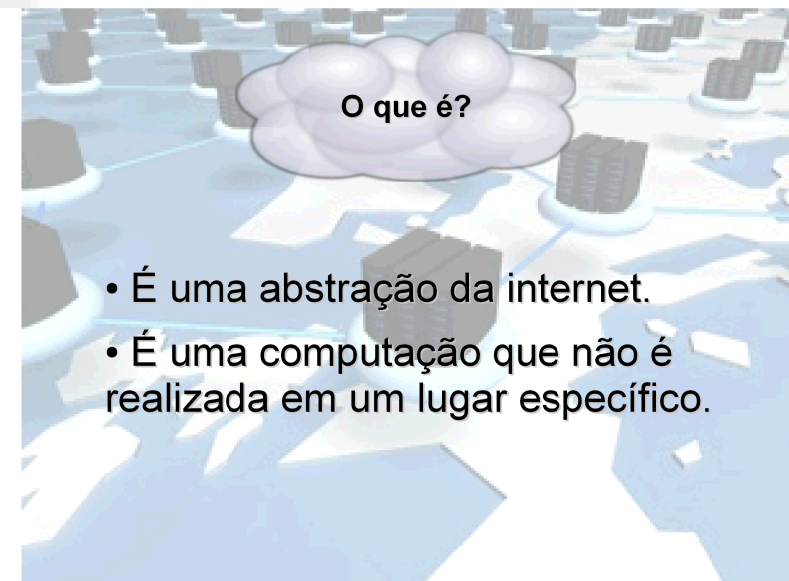 O que é?
• É uma abstração da internet.
• É uma computação que não é
realizada em um lugar específico.